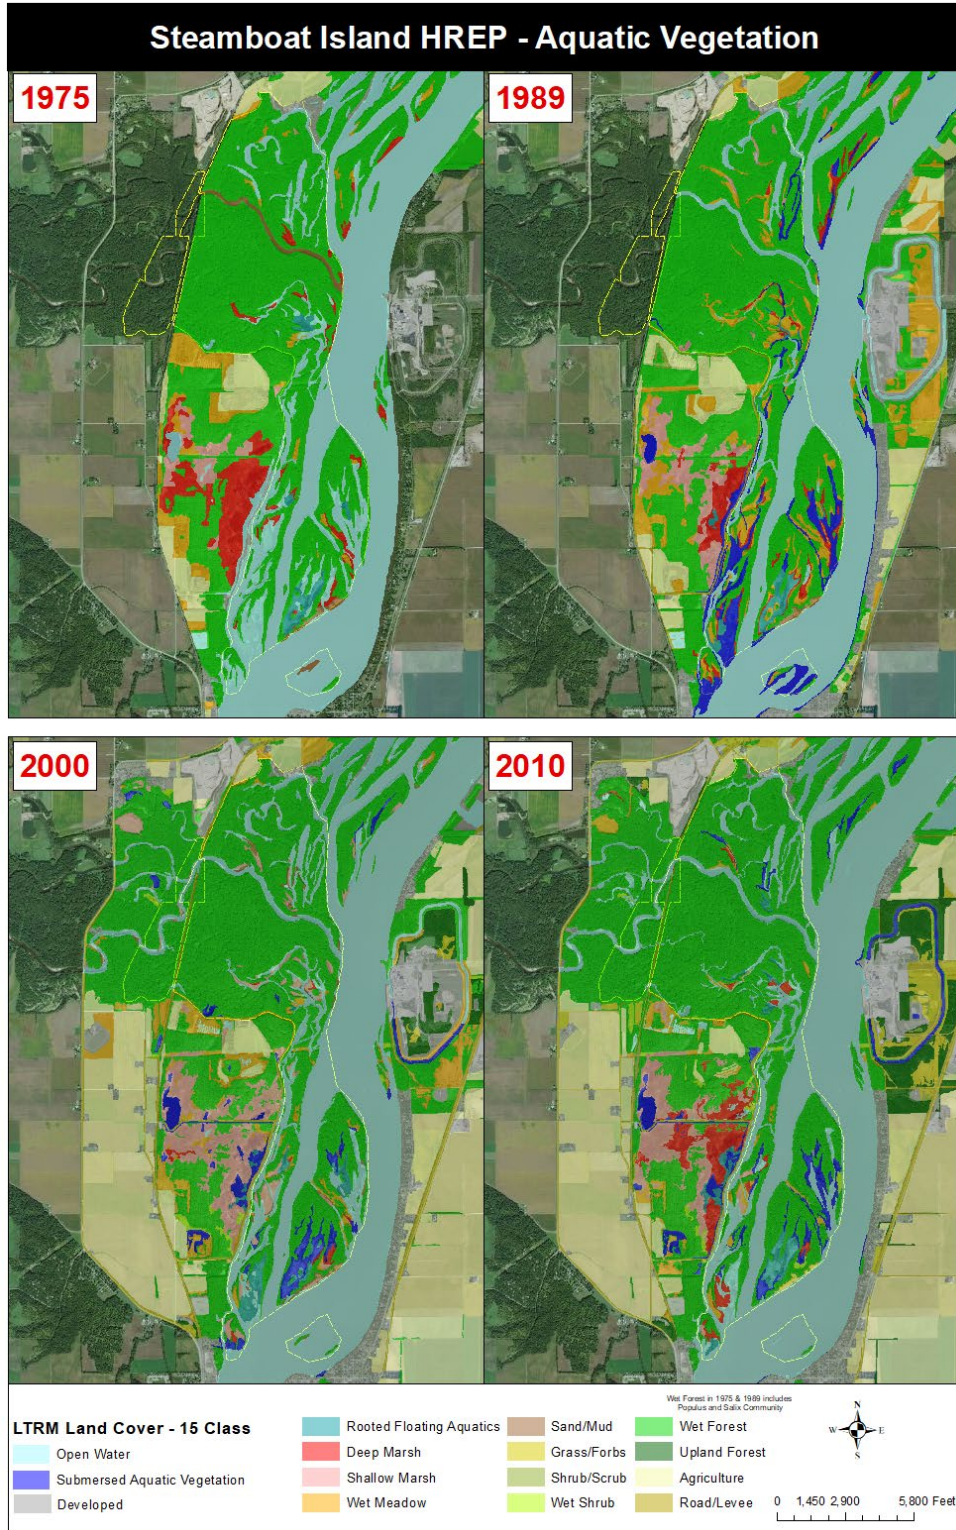 Steamboat Island HREP - Aquatic Vegetation
1975
1989
2000
2010
Wet Forest in 1975 & 1989 includes
Populus and Salix Community
LTRM Land Cover - 15 Class
Open Water
Submersed Aquatic Vegetation
Developed
Rooted Floating Aquatics
Deep Marsh
Shallow Marsh
Wet Meadow
Sand/Mud
Grass/Forbs
Shrub/Scrub
Wet Shrub
Wet Forest
Upland Forest
Agriculture
Road/Levee
N
W E
S
0 1,450 2,900 5,800 Feet